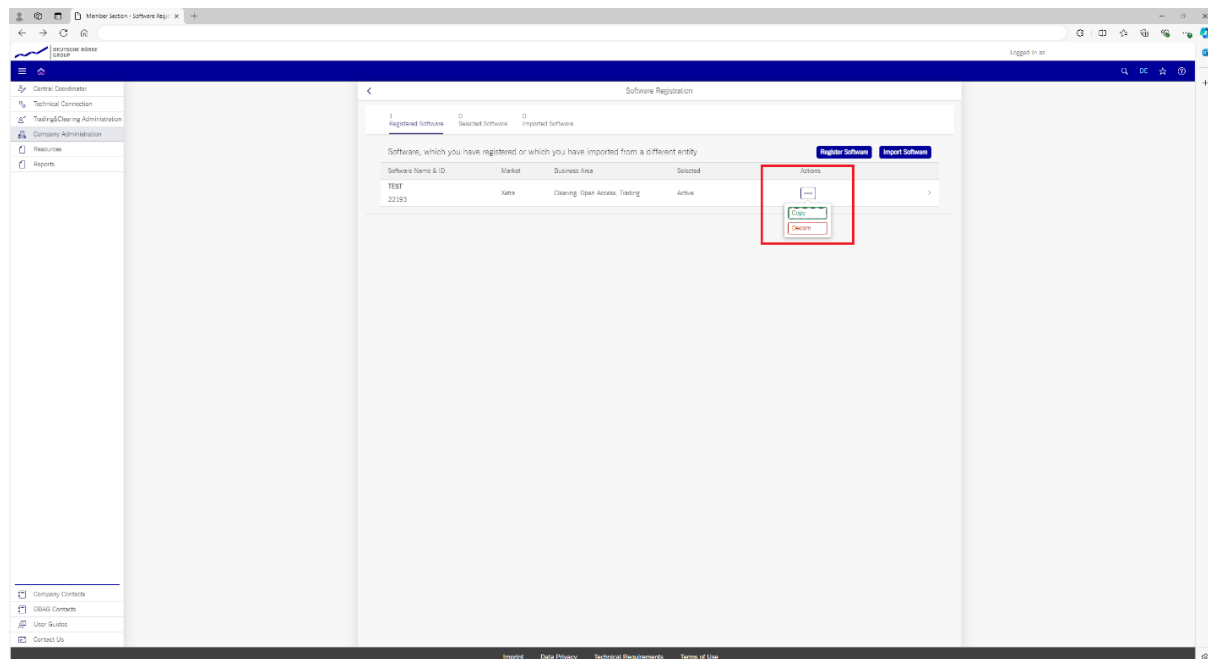 Member Section - Software Regis
DEUTSCHE BÖRSE
GROUP
Logged in as
DE
Central Coordinator
Technical Connection
Trading&Clearing Administration
Company Administration
Resources
Reports
Software Registration
1 0 0
Registered Software Selected Software Imported Software
Software, which you have registered or which you have imported from a different entity
Register Software Import Software
Software Name & ID Market Business Area Selected Actions
TEST
22193
Xetra Clearing, Open Access, Trading Active
Copy
Decom
Company Contacts
DBAG Contacts
User Guides
Contact Us
Imprint Data Privacy Technical Requirements Terms of Use